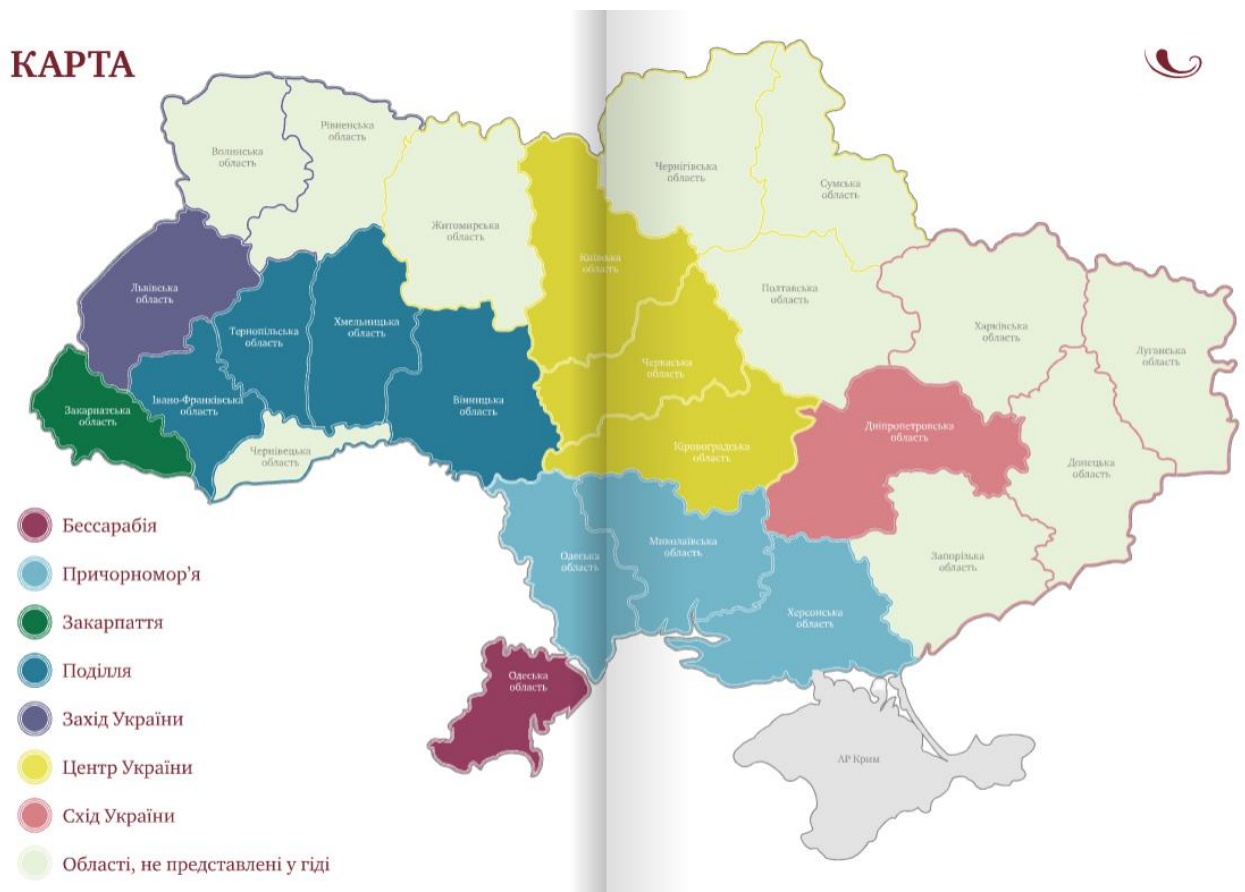 КАРТА
Волинська
область
Рівненська
область
Житомирська
область
Чернігівська
область
Сумська
область
Київська
область
Львівська
область
Тернопільська
область
Хмельницька
область
Полтавська
область
Харківська
область
Луганська
область
Черкаська
область
Закарпатська
область
Івано-Франківська
область
Вінницька
область
Чернівецька
область
Кіровоградська
область
Дніпропетровська
область
Донецька
область
Одеська
область
Миколаївська
область
Запорізька
область
Херсонська
область
Одеська
область
АР Крим
Бессарабія
Причорномор’я
Закарпаття
Поділля
Захід України
Центр України
Схід України
Області, не представлені у гіді